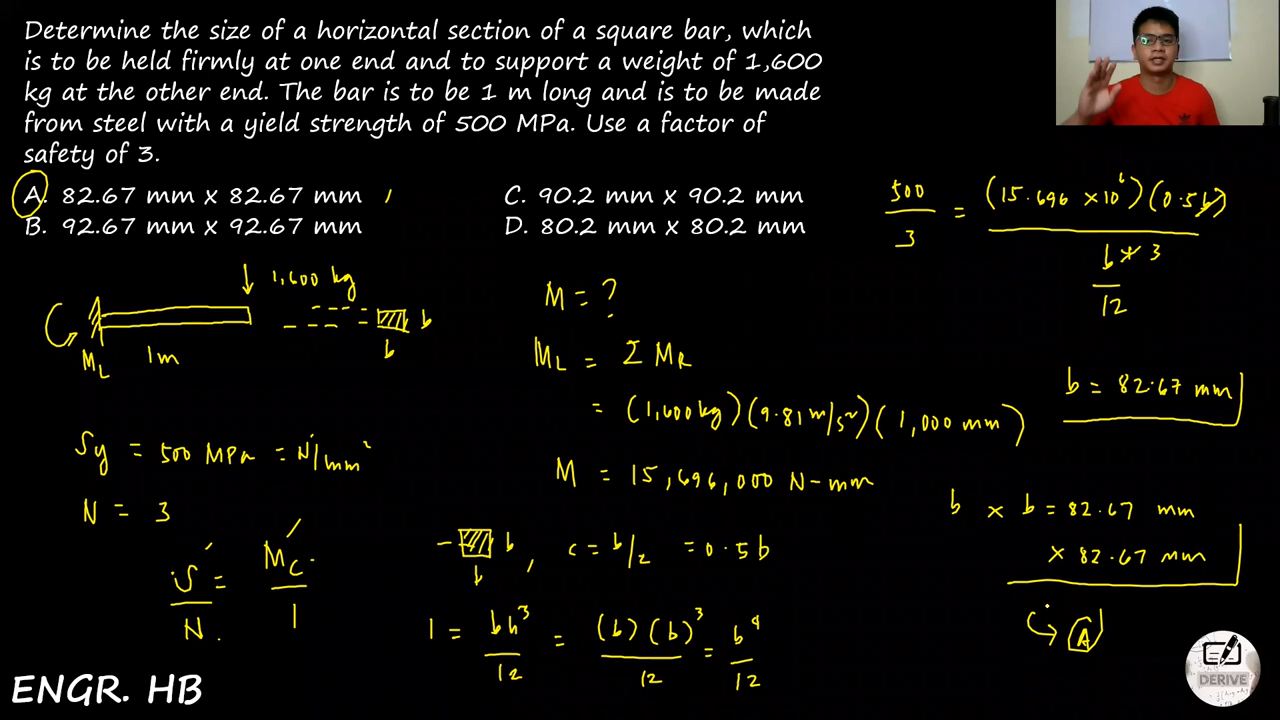 Determine the size of a horizontal section of a square bar, which
is to be held firmly at one end and to support a weight of 1,600
kg at the other end. The bar is to be 1 m long and is to be made
from steel with a yield strength of 500 MPa. Use a factor of
safety of 3.
A. 82.67 mm x 82.67 mm
C. 90.2 mm x 90.2 mm
B. 92.67 mm x 92.67 mm
D. 80.2 mm x 80.2 mm
1,600 kg
b
b
M_L
1m
Sy = 500 MPa = N/mm²
N = 3
S/N = Mc/I
M = ?
M_L = Σ M_R
= (1,600 kg)(9.81 m/s²)(1,000 mm)
M = 15,696,000 N-mm
b
b
, c = b/2 = 0.5b
I = bh³/12 = (b)(b)³/12 = b⁴/12
500/3 = (15.696 x10⁶)(0.5b)
b⁴ 3
12
b = 82.67 mm
b x b = 82.67 mm
x 82.67 mm
A
ENGR. HB
DERIVE